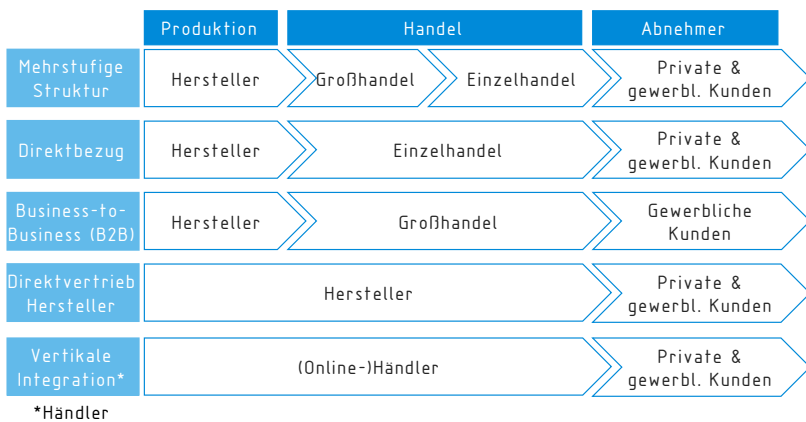 Produktion Handel Abnehmer
Mehrstufige
Struktur
Hersteller Großhandel Einzelhandel
Private &
gewerbl. Kunden
Direktbezug Hersteller Einzelhandel
Private &
gewerbl. Kunden
Business-to-
Business (B2B)
Hersteller Großhandel
Gewerbliche
Kunden
Direktvertrieb
Hersteller
Hersteller
Private &
gewerbl. Kunden
Vertikale
Integration*
(Online-)Händler
Private &
gewerbl. Kunden
*Händler